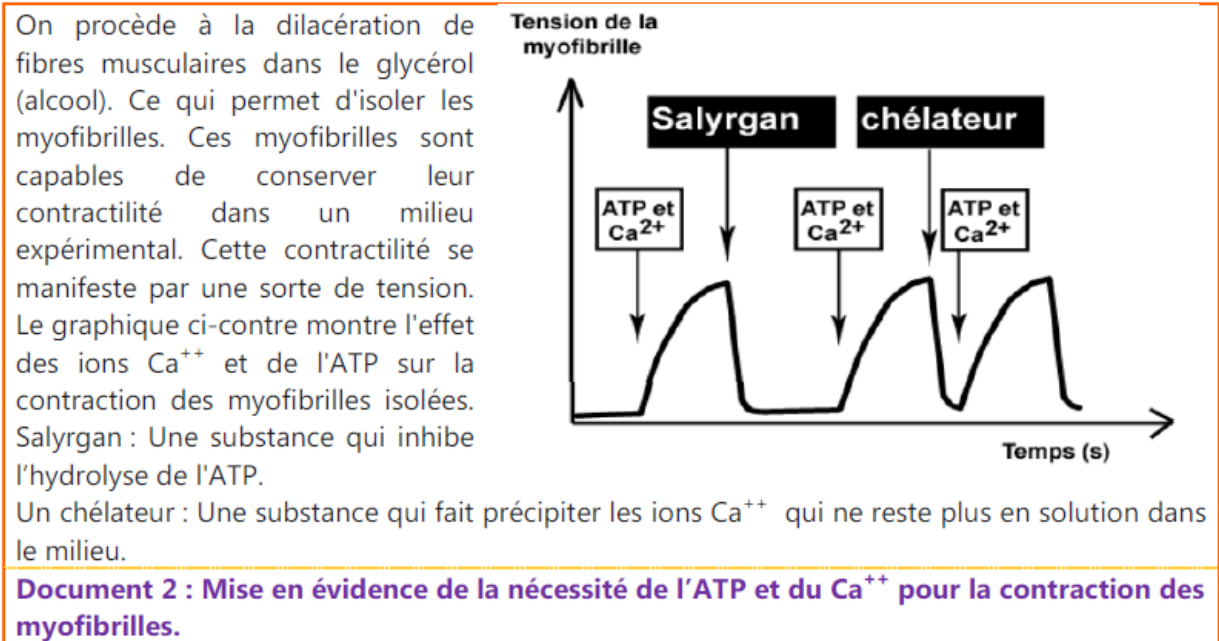 On procède à la dilacération de
fibres musculaires dans le glycérol
(alcool). Ce qui permet d'isoler les
myofibrilles. Ces myofibrilles sont
capables de conserver leur
contractilité dans un milieu
expérimental. Cette contractilité se
manifeste par une sorte de tension.
Le graphique ci-contre montre l'effet
des ions Ca⁺⁺ et de l'ATP sur la
contraction des myofibrilles isolées.
Salyrgan : Une substance qui inhibe
l’hydrolyse de l'ATP.
Tension de la
myofibrille
Salyrgan
chélateur
ATP et
Ca²⁺
ATP et
Ca²⁺
ATP et
Ca²⁺
Temps (s)
Un chélateur : Une substance qui fait précipiter les ions Ca⁺⁺ qui ne reste plus en solution dans
le milieu.
Document 2 : Mise en évidence de la nécessité de l’ATP et du Ca⁺⁺ pour la contraction des
myofibrilles.